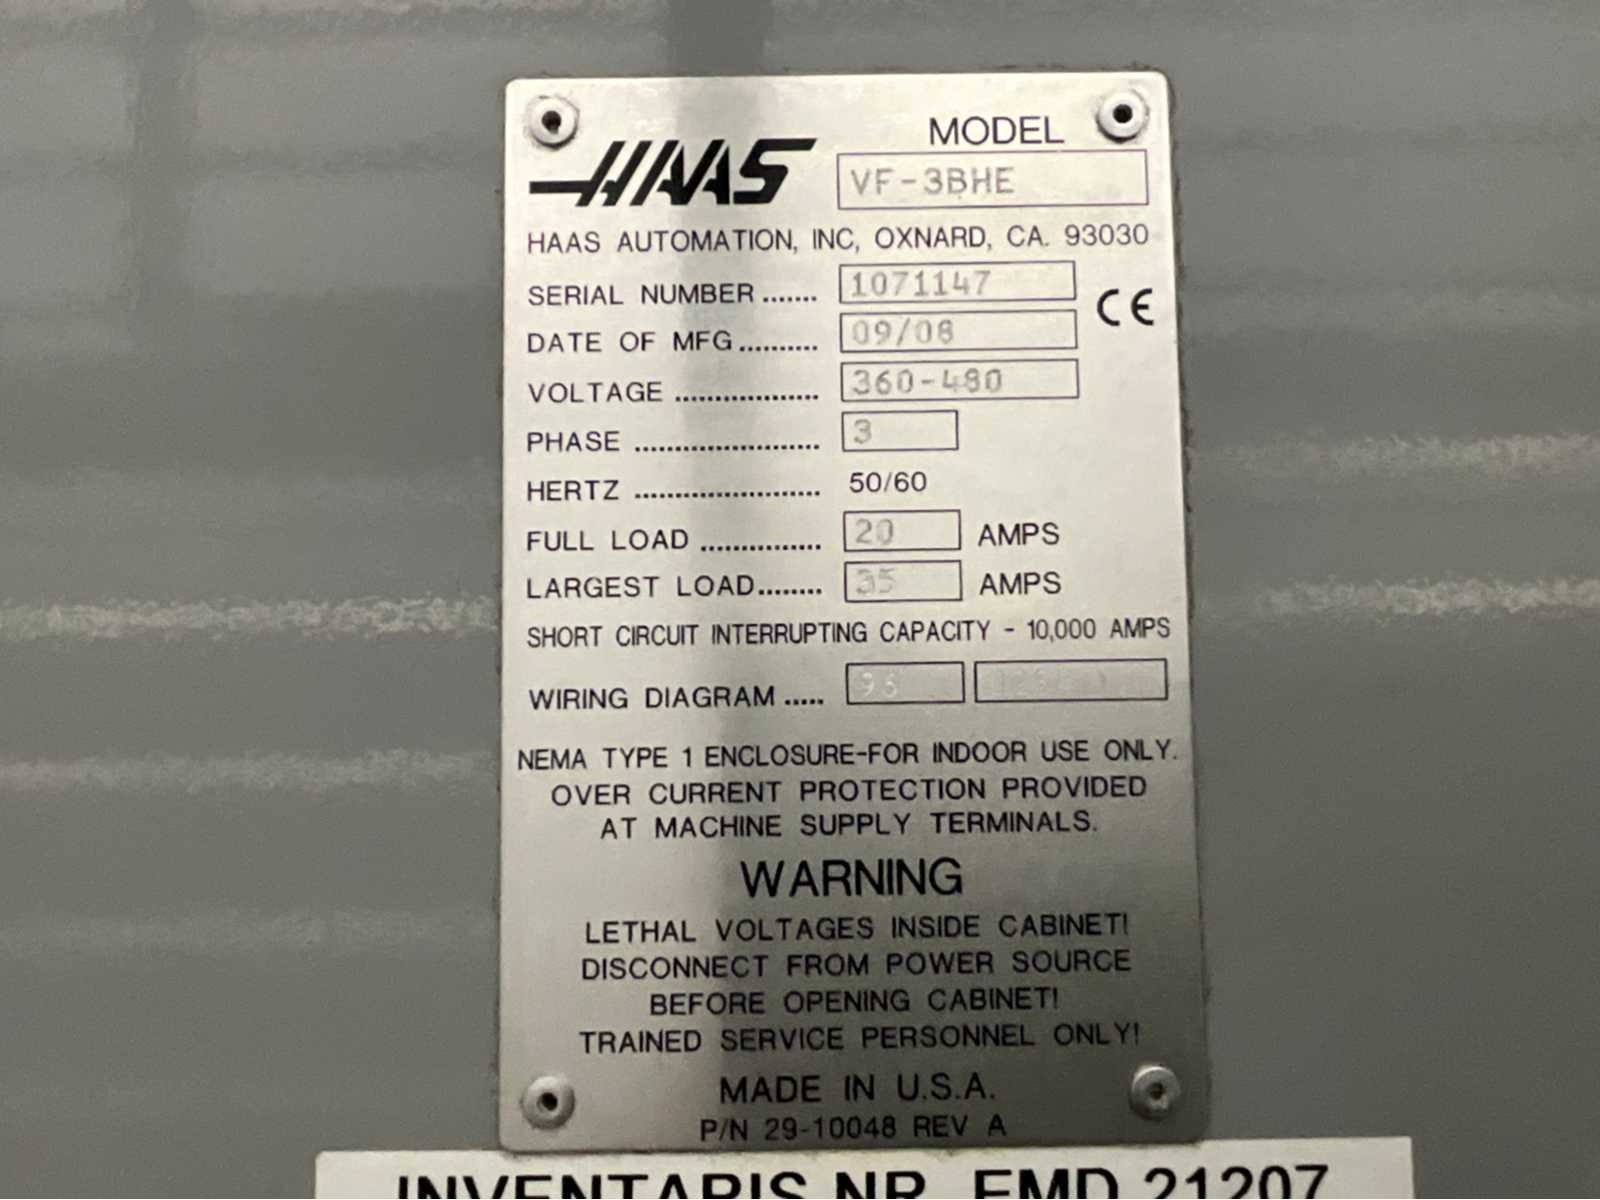 MODEL
HAAS VF-3BHE
HAAS AUTOMATION, INC, OXNARD, CA. 93030
SERIAL NUMBER ....... 1071147
CE
DATE OF MFG .......... 09/08
VOLTAGE .................. 360-480
PHASE ....................... 3
HERTZ ....................... 50/60
FULL LOAD ............... 20 AMPS
LARGEST LOAD........ 35 AMPS
SHORT CIRCUIT INTERRUPTING CAPACITY - 10,000 AMPS
WIRING DIAGRAM .....
NEMA TYPE 1 ENCLOSURE-FOR INDOOR USE ONLY.
OVER CURRENT PROTECTION PROVIDED
AT MACHINE SUPPLY TERMINALS.
WARNING
LETHAL VOLTAGES INSIDE CABINET!
DISCONNECT FROM POWER SOURCE
BEFORE OPENING CABINET!
TRAINED SERVICE PERSONNEL ONLY!
MADE IN U.S.A.
P/N 29-10048 REV A
INVENTARIS NR. EMD 21207